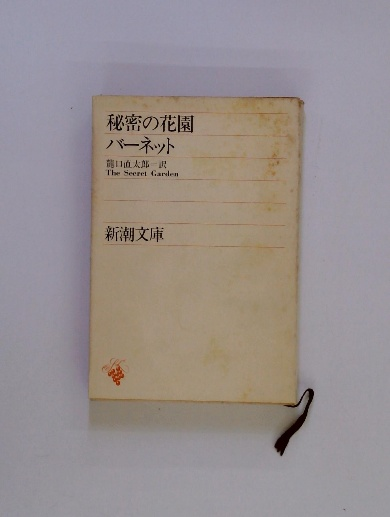 秘密の花園
バーネット
龍口直太郎=訳
The Secret Garden
新潮文庫